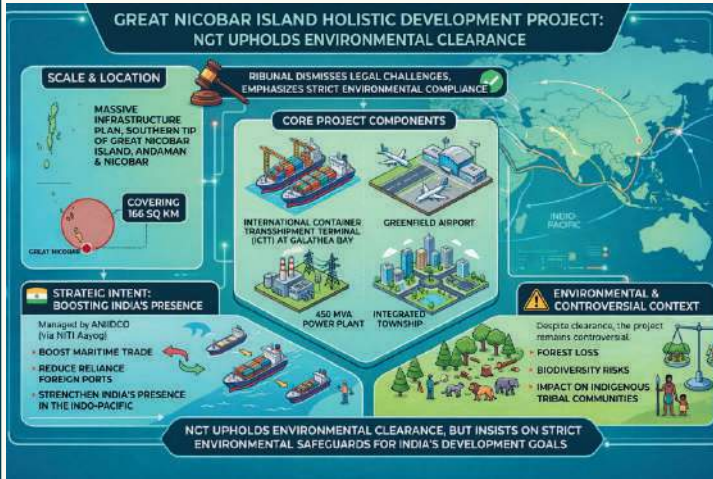 GREAT NICOBAR ISLAND HOLISTIC DEVELOPMENT PROJECT:
NGT UPHOLDS ENVIRONMENTAL CLEARANCE
SCALE & LOCATION
MASSIVE
INFRASTRUCTURE
PLAN, SOUTHERN TIP
OF GREAT NICOBAR
ISLAND, ANDAMAN
& NICOBAR
COVERING
166 SQ KM
GREAT NICOBAR
RIBUNAL DISMISSES LEGAL CHALLENGES,
EMPHASIZES STRICT ENVIRONMENTAL COMPLIANCE
CORE PROJECT COMPONENTS
INTERNATIONAL CONTAINER
TRANSSHIPMENT TERMINAL
(ICTT) AT GALATHEA BAY
GREENFIELD AIRPORT
450 MVA
POWER PLANT
INTEGRATED
TOWNSHIP
INDIO-
PACIFIC
STRATEIC INTENT:
BOOSTING INDIA'S PRESENCE
Managed by ANIIDCO
(via NITI Aayog)
• BOOST MARITIME TRADE
• REDUCE RELIANCE
FOREIGN PORTS
• STRENGTHEN INDIA'S PRESENCE
IN THE INDO-PACIFIC
ENVIRONMENTAL &
CONTROVERSIAL CONTEXT
Despite clearance, the project
remains controversial:
• FOREST LOSS
• BIODIVERSITY RISKS
• IMPACT ON INDIGENOUS
TRIBAL COMMUNITIES
NGT UPHOLDS ENVIRONMENTAL CLEARANCE, BUT INSISTS ON STRICT
ENVIRONMENTAL SAFEGUARDS FOR INDIA'S DEVELOPMENT GOALS